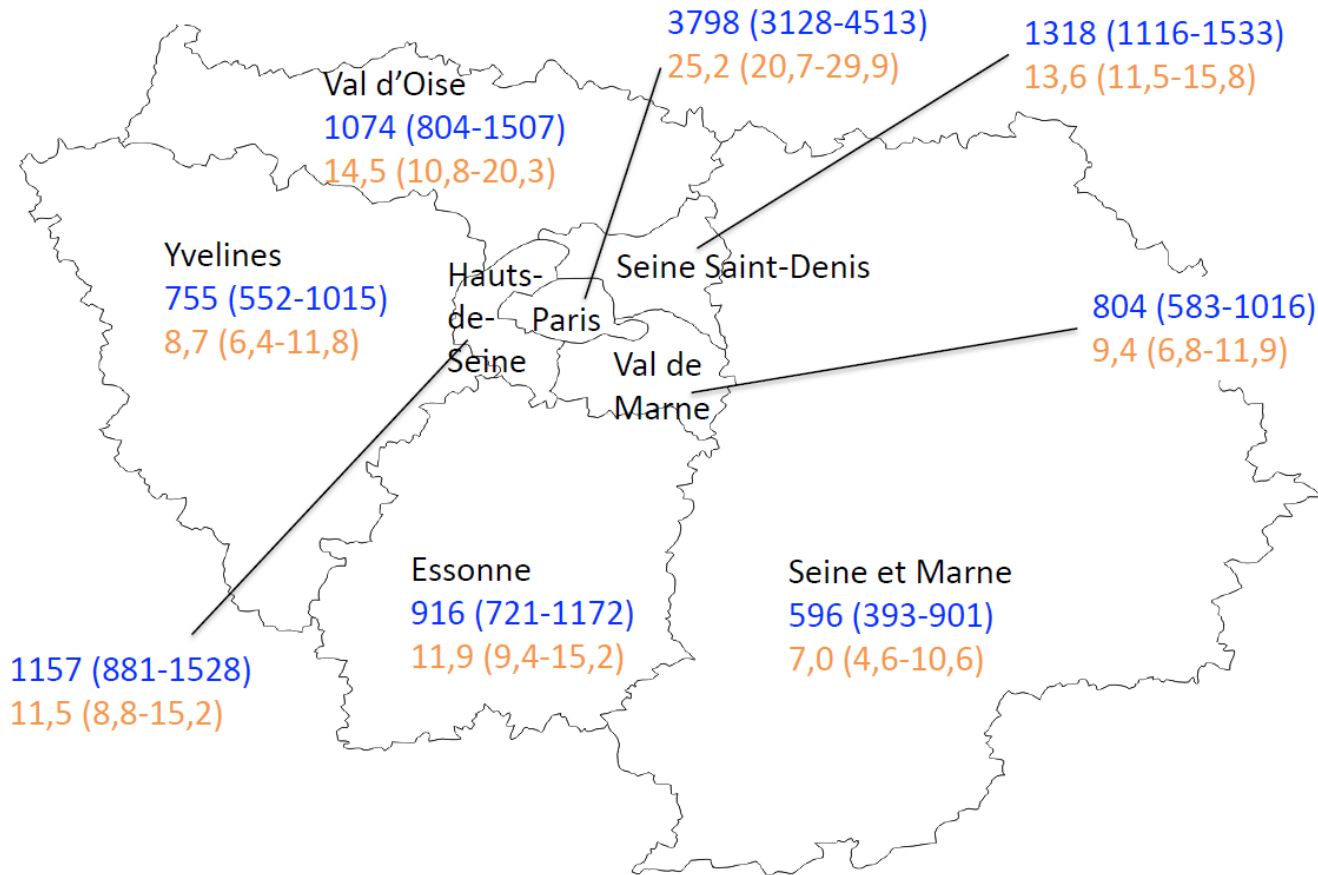 3798 (3128-4513)
25,2 (20,7-29,9)
1318 (1116-1533)
13,6 (11,5-15,8)
Val d’Oise
1074 (804-1507)
14,5 (10,8-20,3)
Yvelines
755 (552-1015)
8,7 (6,4-11,8)
Hauts-
de-
Seine
Paris
Seine Saint-Denis
804 (583-1016)
9,4 (6,8-11,9)
Val de
Marne
Essonne
916 (721-1172)
11,9 (9,4-15,2)
Seine et Marne
596 (393-901)
7,0 (4,6-10,6)
1157 (881-1528)
11,5 (8,8-15,2)